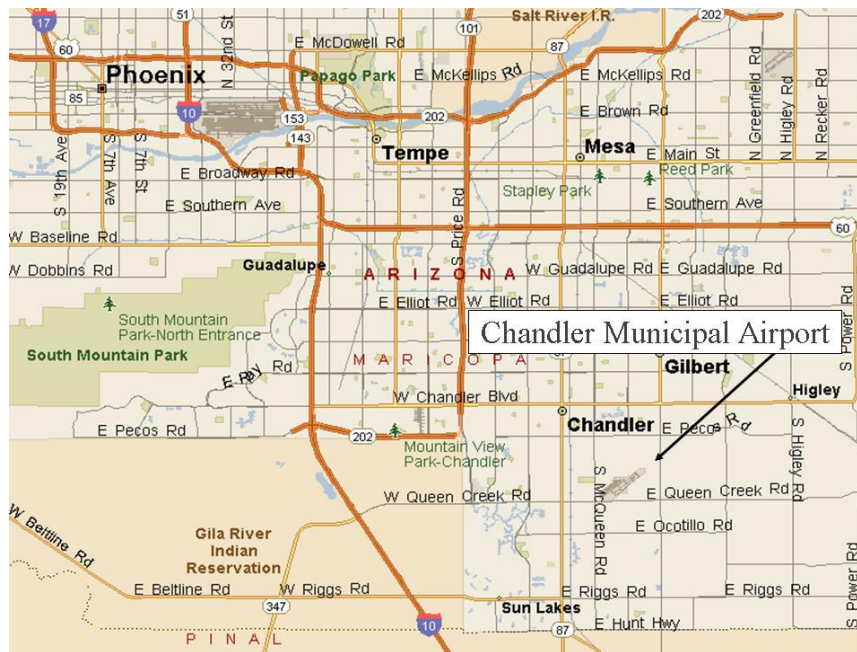 17
51
N 32nd St
101
Salt River I.R.
202
60
E McDowell Rd
87
Phoenix
Papago Park
E McKellips Rd
E McKellips Rd
85
10
153
202
E Brown Rd
N Greenfield Rd
N Higley Rd
N Recker Rd
143
Tempe
Mesa
E Main St
S 19th Ave
S 7th Ave
S 7th St
E Broadway Rd
Stapley Park
Reed Park
E Southern Ave
E Southern Ave
S Price Rd
W Baseline Rd
60
W Dobbins Rd
Guadalupe
ARIZONA
W Guadalupe Rd
E Guadalupe Rd
E Elliot Rd
W Elliot Rd
E Elliot Rd
South Mountain
Park-North Entrance
Chandler Municipal Airport
S Power Rd
South Mountain Park
MARICOPA
Gilbert
E Ray Rd
W Chandler Blvd
Higley
E Pecos Rd
202
Chandler
E Pecos Rd
Mountain View
Park-Chandler
S McQueen Rd
S Higley Rd
W Queen Creek Rd
E Queen Creek Rd
W Beltline Rd
Gila River
Indian
Reservation
E Ocotillo Rd
E Beltline Rd
W Riggs Rd
E Riggs Rd
E Riggs Rd
S Power Rd
347
Sun Lakes
10
87
E Hunt Hwy
PINAL